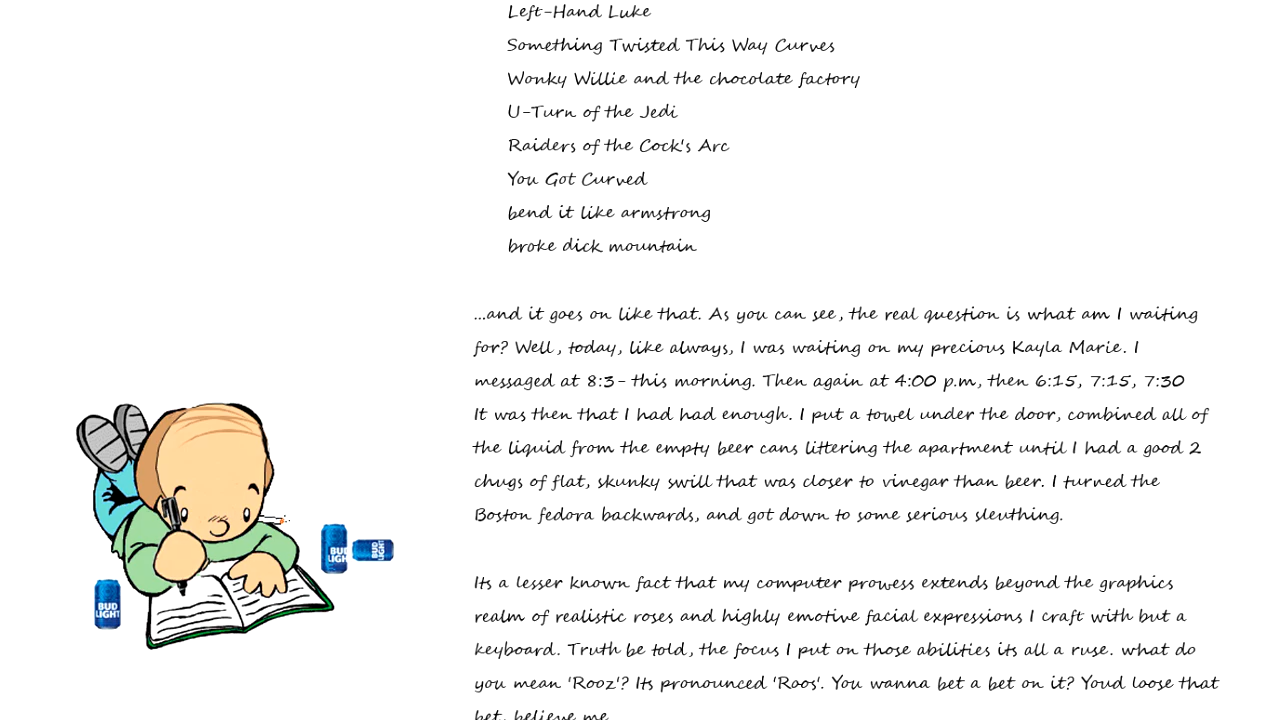 Left-Hand Luke
Something Twisted This Way Curves
Wonky Willie and the chocolate factory
U-Turn of the Jedi
Raiders of the Cock's Arc
You Got Curved
bend it like armstrong
broke dick mountain
...and it goes on like that. As you can see, the real question is what am I waiting
for? Well, today, like always, I was waiting on my precious Kayla Marie. I
messaged at 8:3- this morning. Then again at 4:00 p.m, then 6:15, 7:15, 7:30
It was then that I had had enough. I put a towel under the door, combined all of
the liquid from the empty beer cans littering the apartment until I had a good 2
chugs of flat, skunky swill that was closer to vinegar than beer. I turned the
Boston fedora backwards, and got down to some serious sleuthing.
Its a lesser known fact that my computer prowess extends beyond the graphics
realm of realistic roses and highly emotive facial expressions I craft with but a
keyboard. Truth be told, the focus I put on those abilities its all a ruse. what do
you mean 'Rooz'? Its pronounced 'Roos'. You wanna bet a bet on it? Youd loose that
bet, believe me
BUD LIGHT
BUD LIGHT
BUD LIGHT